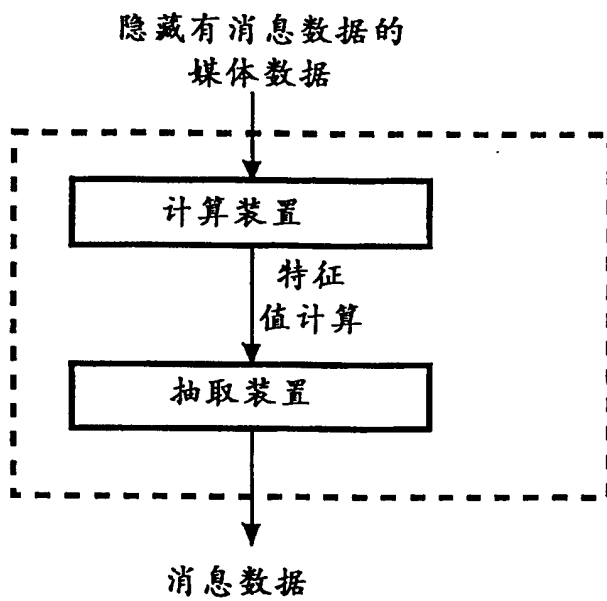 隐藏有消息数据的
媒体数据
计算装置
特征
值计算
抽取装置
消息数据